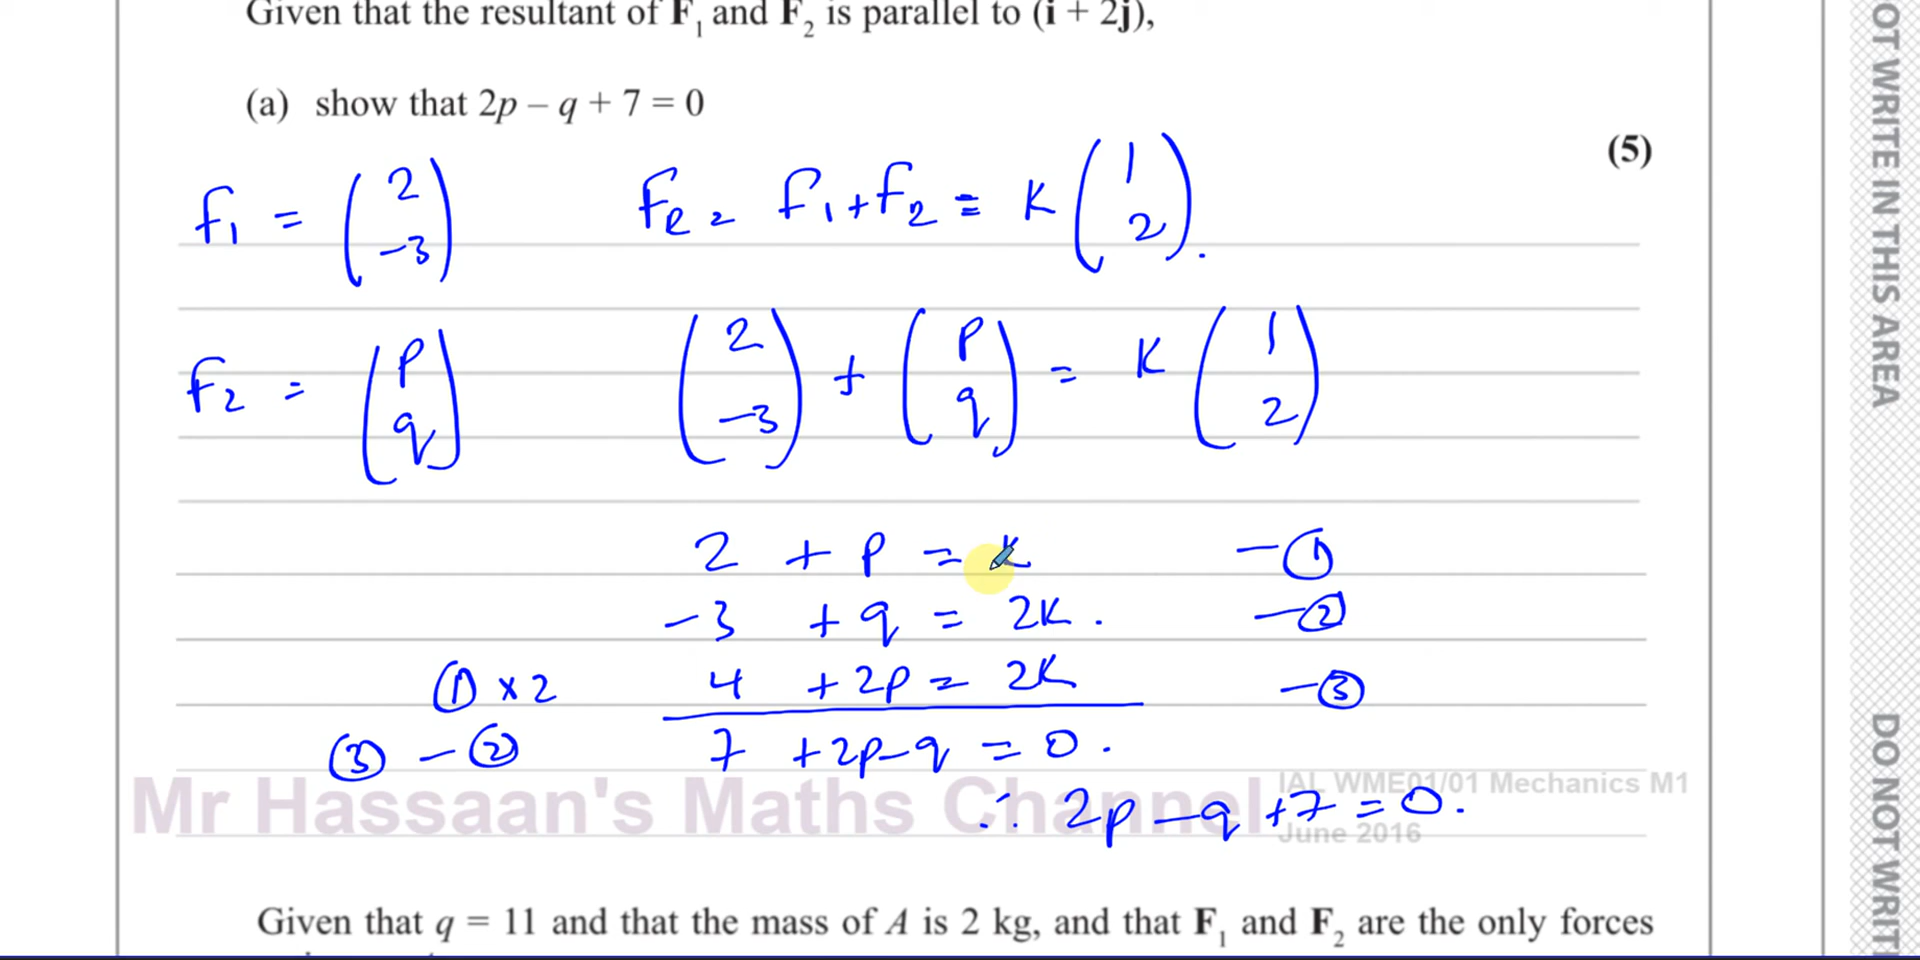 Given that the resultant of F₁ and F₂ is parallel to (i + 2j),
(a) show that 2p – q + 7 = 0
(5)
F₁ = (2 −3) F_R = F₁ + F₂ = K (1 2).
F₂ = (p q) (2 −3) + (p q) = K (1 2)
2 + p = K −①
−3 + q = 2K. −②
① × 2 4 + 2p = 2K −③
③ − ② 7 + 2p − q = 0.
∴ 2p − q + 7 = 0.
Mr Hassaan's Maths Channel
IAL WME01/01 Mechanics M1
June 2016
Given that q = 11 and that the mass of A is 2 kg, and that F₁ and F₂ are the only forces
OT WRITE IN THIS AREA
DO NOT WRIT